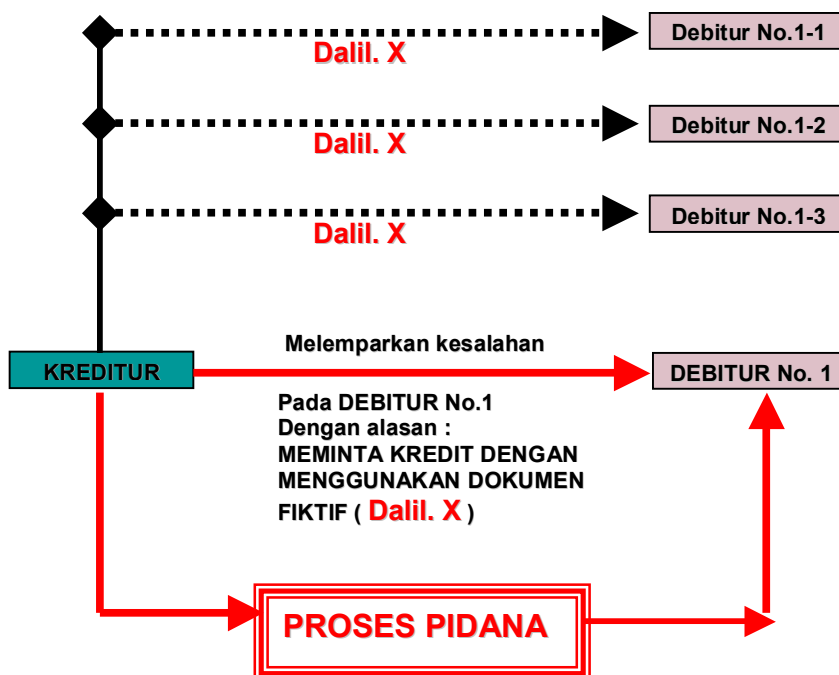 Debitur No.1-1
Dalil. X
Debitur No.1-2
Dalil. X
Debitur No.1-3
Dalil. X
Melemparkan kesalahan
KREDITUR
DEBITUR No. 1
Pada DEBITUR No.1
Dengan alasan :
MEMINTA KREDIT DENGAN
MENGGUNAKAN DOKUMEN
FIKTIF ( Dalil. X )
PROSES PIDANA